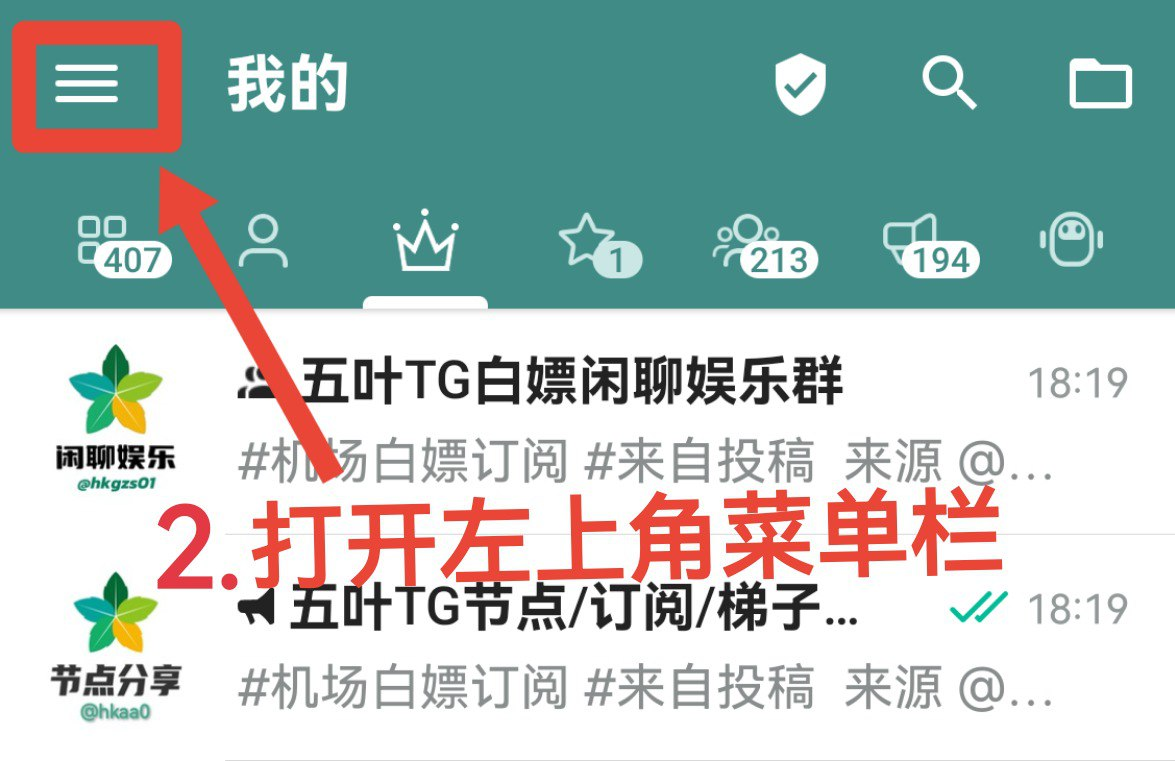 我的
407
1
213
194
五叶TG白嫖闲聊娱乐群
18:19
#机场白嫖订阅 #来自投稿 来源 @...
闲聊娱乐
@hkgzs01
2.打开左上角菜单栏
五叶TG节点/订阅/梯子...
18:19
#机场白嫖订阅 #来自投稿 来源 @...
节点分享
@hkaa0